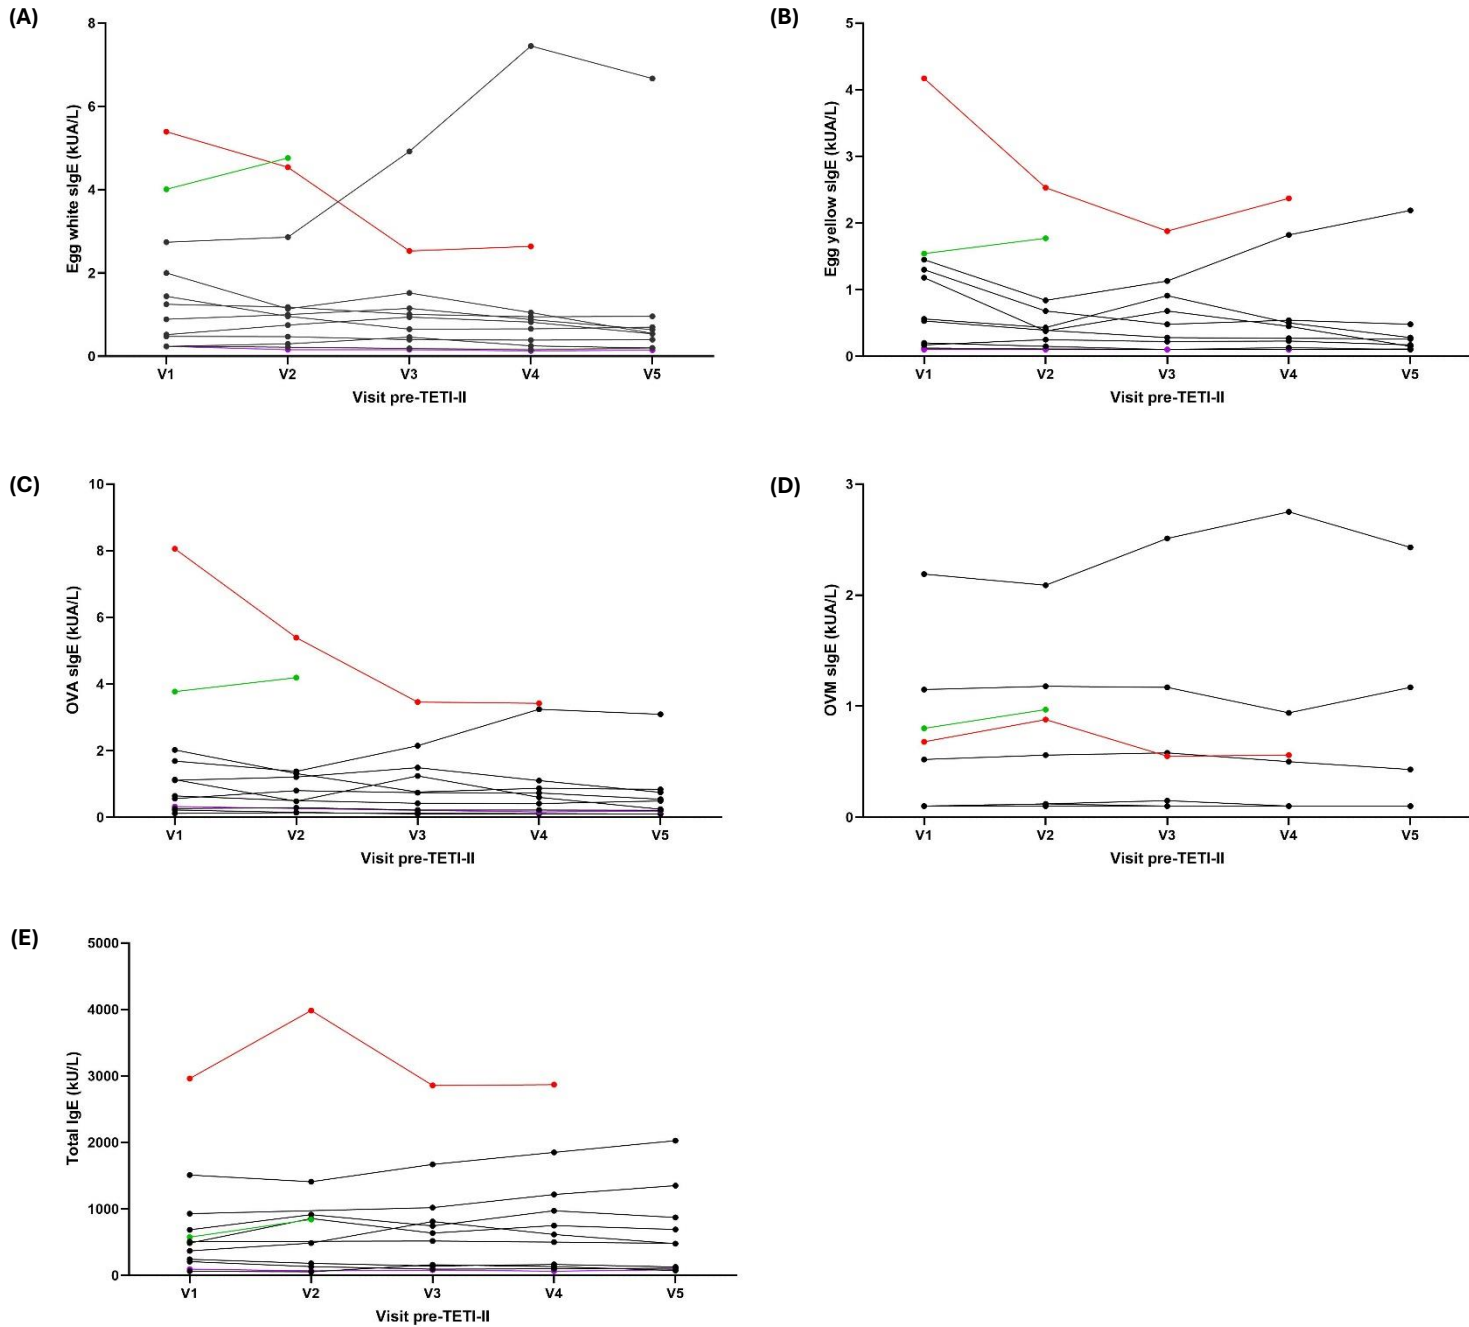 (A)
Egg white sIgE (kUA/L)
8
6
4
2
0
V1 V2 V3 V4 V5
Visit pre-TETI-II
(B)
Egg yellow sIgE (kUA/L)
5
4
3
2
1
0
V1 V2 V3 V4 V5
Visit pre-TETI-II
(C)
OVA sIgE (kUA/L)
10
8
6
4
2
0
V1 V2 V3 V4 V5
Visit pre-TETI-II
(D)
OVM sIgE (kUA/L)
3
2
1
0
V1 V2 V3 V4 V5
Visit pre-TETI-II
(E)
Total IgE (kU/L)
5000
4000
3000
2000
1000
0
V1 V2 V3 V4 V5
Visit pre-TETI-II